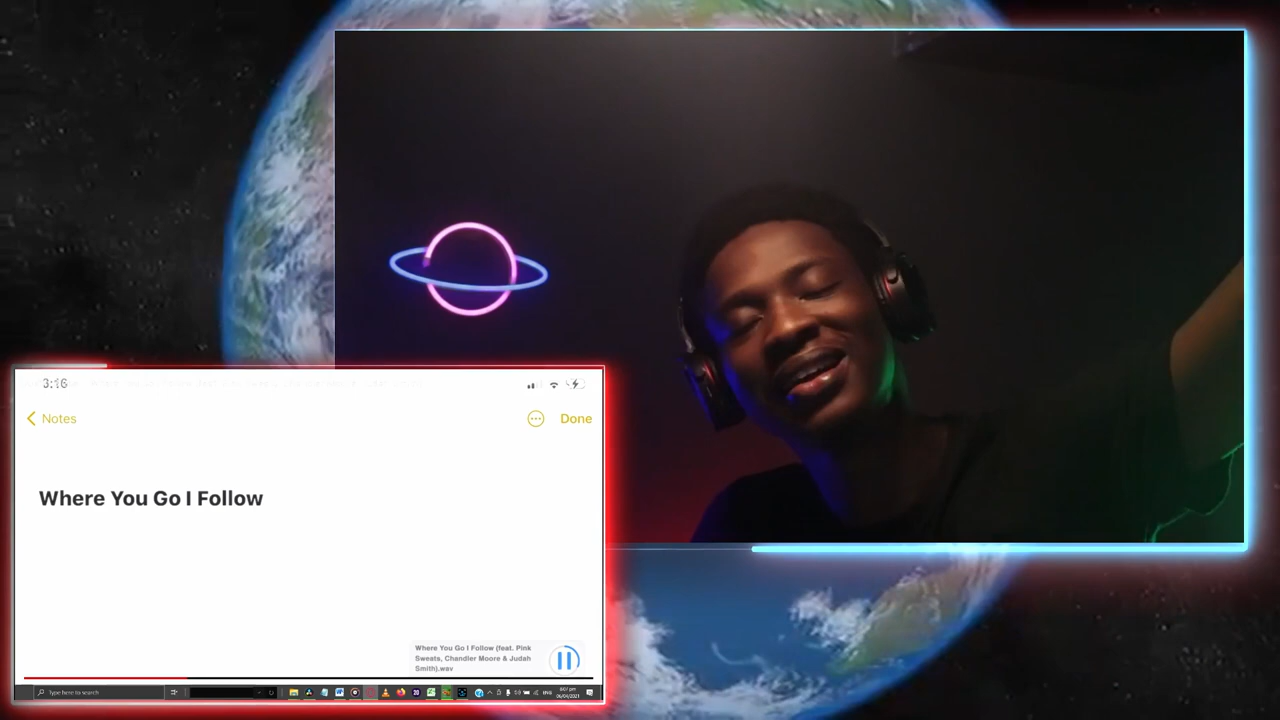 3:16
Notes
Done
Where You Go I Follow
Where You Go I Follow (feat. Pink
Sweats, Chandler Moore & Judah
Smith).wav
Type here to search
ENG